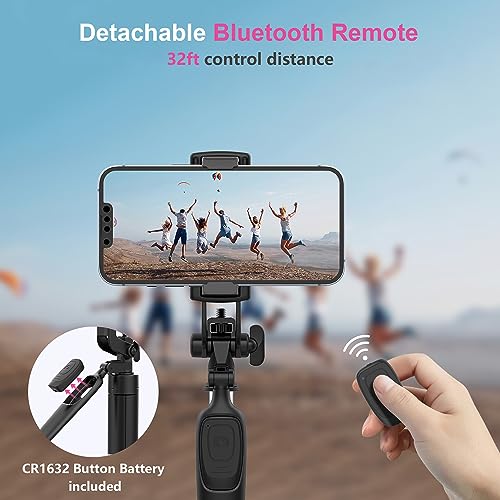 Detachable Bluetooth Remote
32ft control distance
CR1632 Button Battery
included